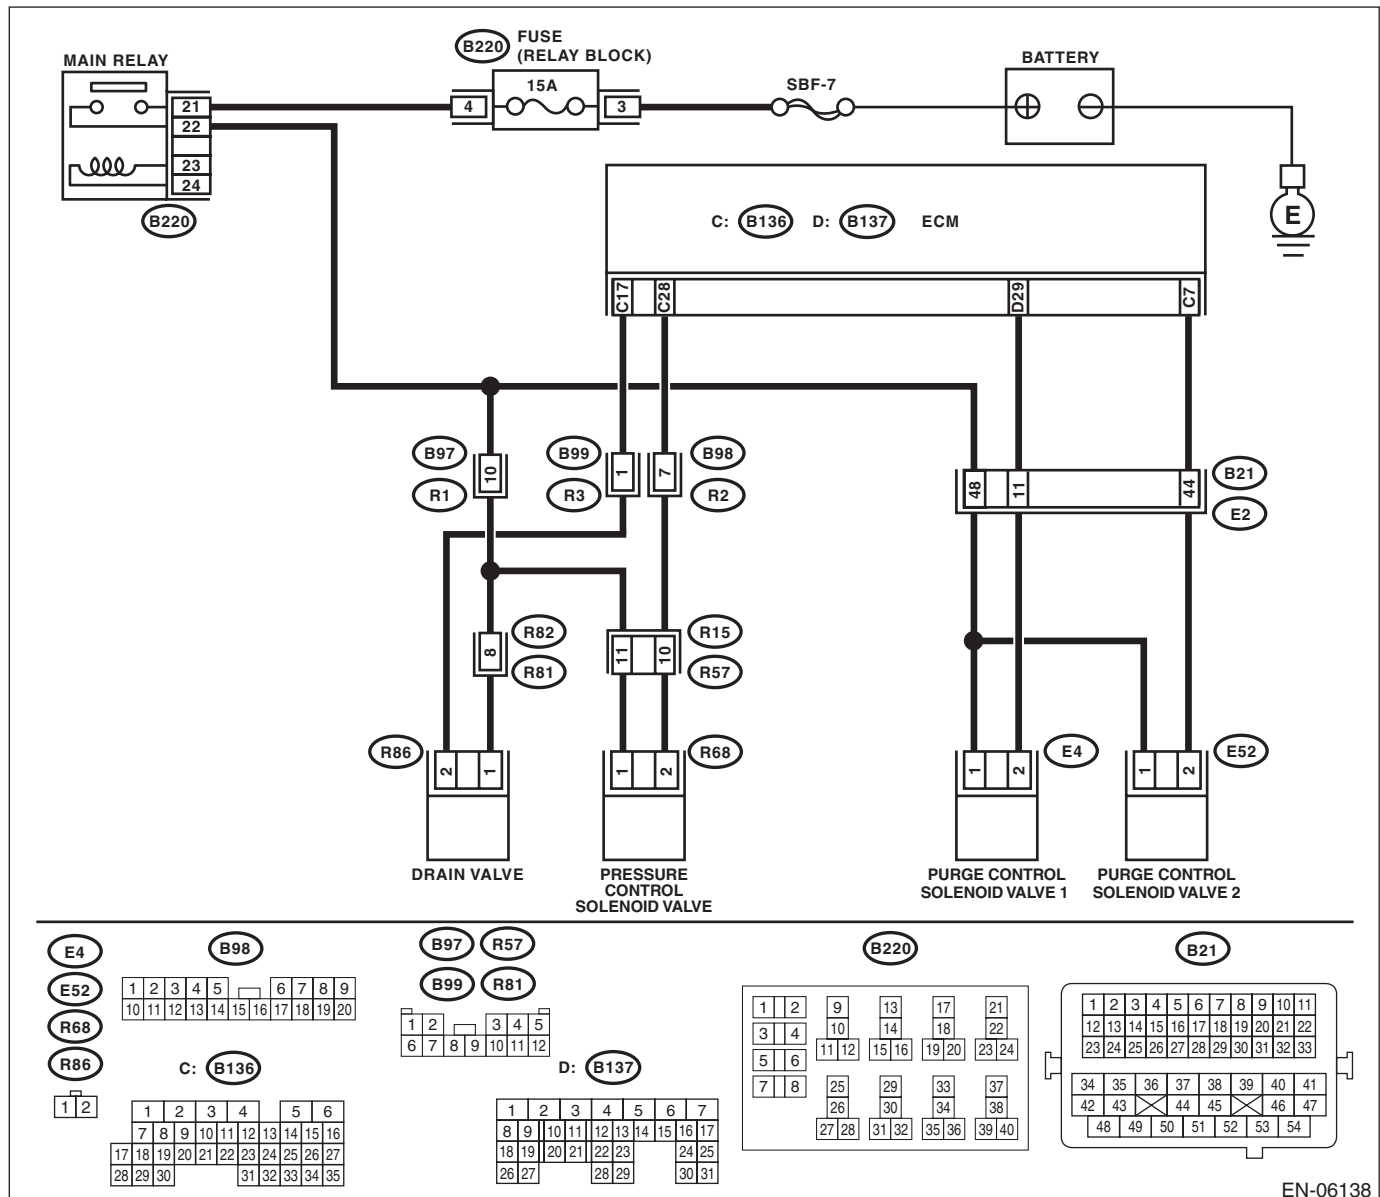 MAIN RELAY
B220
FUSE
(RELAY BLOCK)
15A
SBF-7
BATTERY
21
22
23
24
4
3
B220
E
C: B136 D: B137 ECM
C17
C28
D29
C7
B97
R1
10
B99
R3
1
7
B98
R2
48
11
44
B21
E2
8
R82
R81
11
10
R15
R57
R86
2
1
1
2
R68
1
2
E4
1
2
E52
DRAIN VALVE
PRESSURE
CONTROL
SOLENOID VALVE
PURGE CONTROL
SOLENOID VALVE 1
PURGE CONTROL
SOLENOID VALVE 2
E4
E52
R68
R86
1 2
B98
1 2 3 4 5 6 7 8 9
10 11 12 13 14 15 16 17 18 19 20
C: B136
1 2 3 4 5 6
7 8 9 10 11 12 13 14 15 16
17 18 19 20 21 22 23 24 25 26 27
28 29 30 31 32 33 34 35
B97 R57
B99 R81
1 2 3 4 5
6 7 8 9 10 11 12
D: B137
1 2 3 4 5 6 7
8 9 10 11 12 13 14 15 16 17
18 19 20 21 22 23 24 25
26 27 28 29 30 31
B220
1 2 9 13 17 21
3 4 10 14 18 22
5 6 11 12 15 16 19 20 23 24
7 8 25 29 33 37
26 30 34 38
27 28 31 32 35 36 39 40
B21
1 2 3 4 5 6 7 8 9 10 11
12 13 14 15 16 17 18 19 20 21 22
23 24 25 26 27 28 29 30 31 32 33
34 35 36 37 38 39 40 41
42 43 44 45 46 47
48 49 50 51 52 53 54
EN-06138